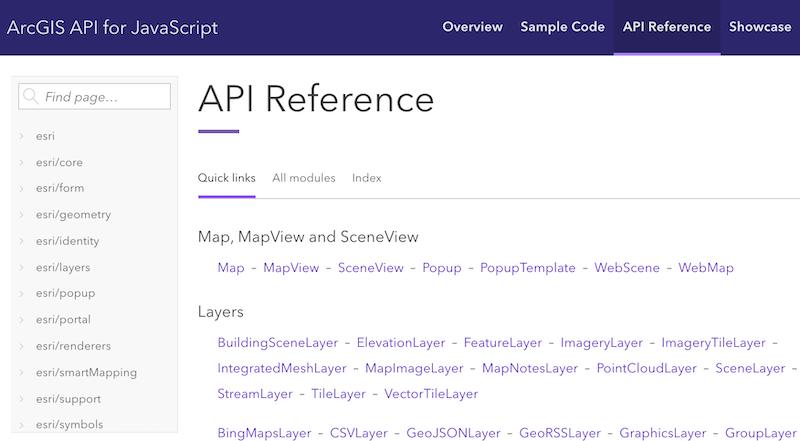 ArcGIS API for JavaScript
Overview Sample Code API Reference Showcase
Find page...
esri
esri/core
esri/form
esri/geometry
esri/identity
esri/layers
esri/popup
esri/portal
esri/renderers
esri/smartMapping
esri/support
esri/symbols
API Reference
Quick links All modules Index
Map, MapView and SceneView
Map – MapView – SceneView – Popup – PopupTemplate – WebScene – WebMap
Layers
BuildingSceneLayer – ElevationLayer – FeatureLayer – ImageryLayer – ImageryTileLayer –
IntegratedMeshLayer – MapImageLayer – MapNotesLayer – PointCloudLayer – SceneLayer –
StreamLayer – TileLayer – VectorTileLayer
BingMapsLayer – CSVLayer – GeoJSONLayer – GeoRSSLayer – GraphicsLayer – GroupLayer